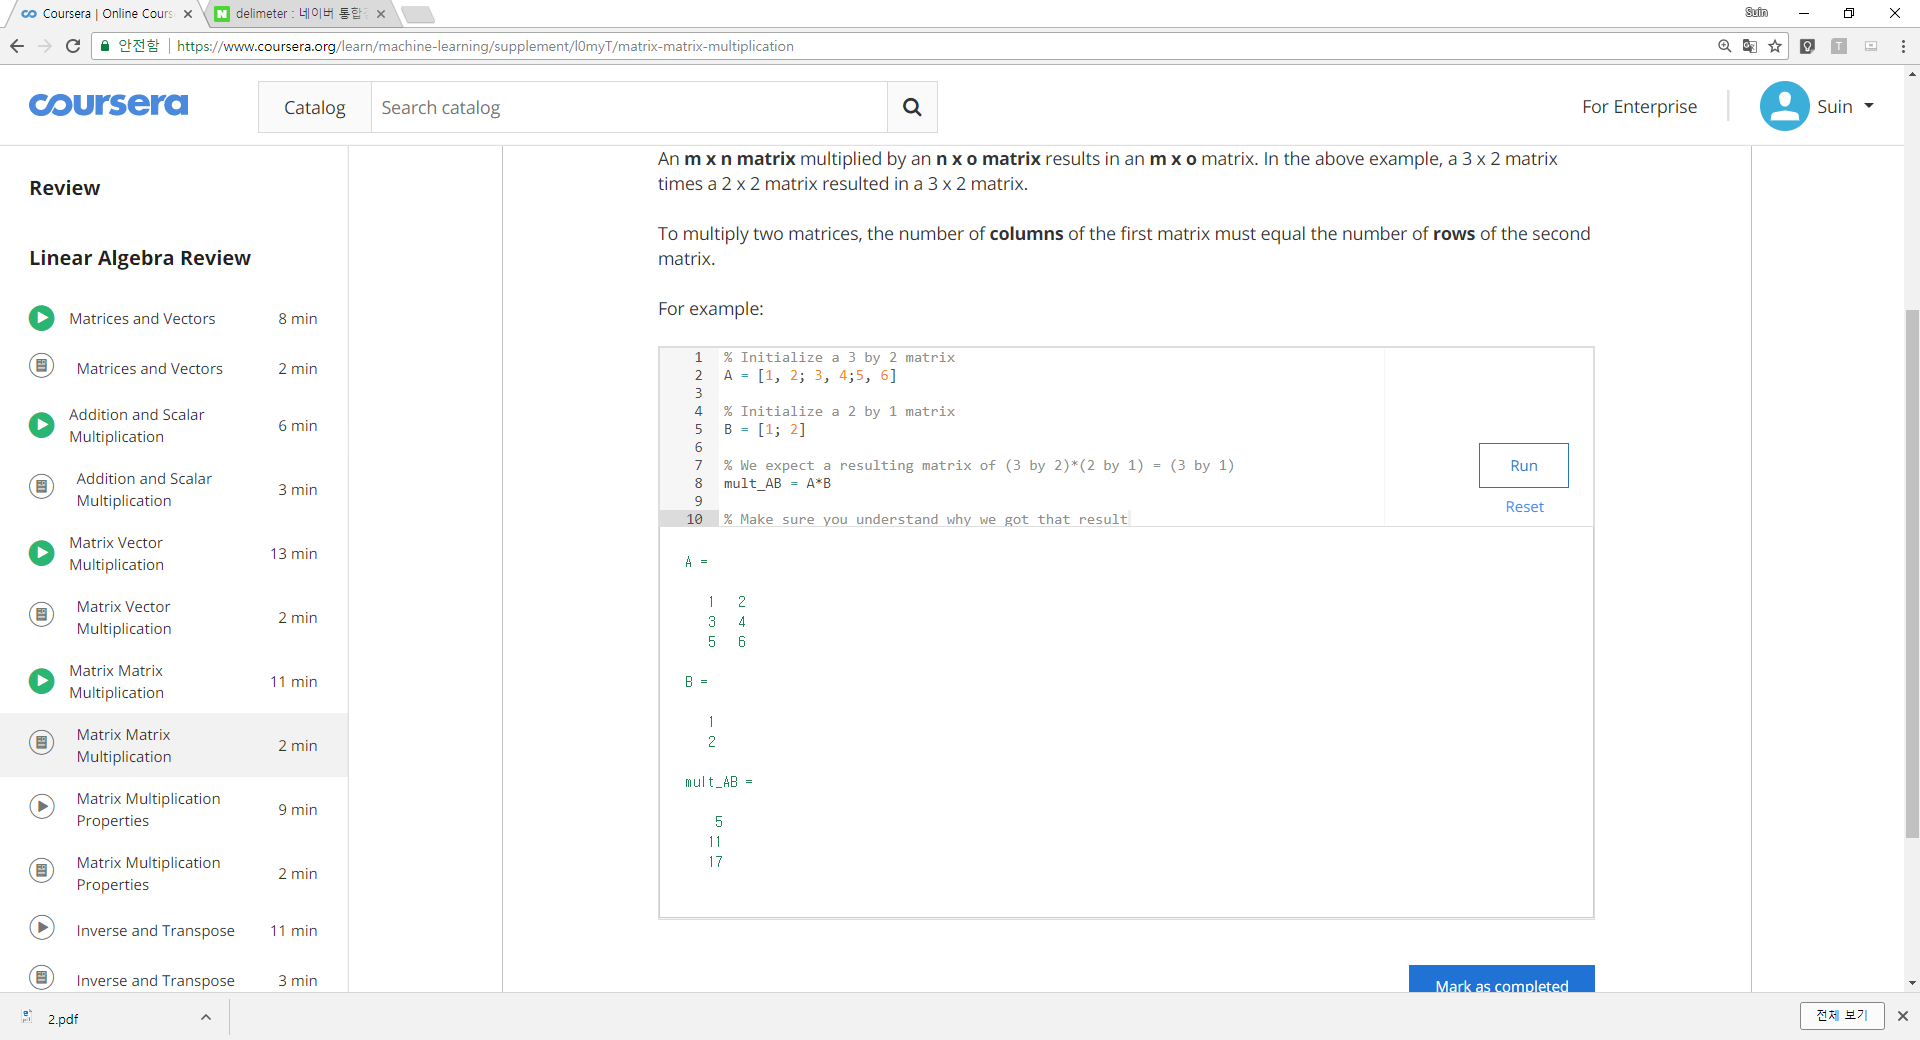 Coursera | Online Cours
delimeter : 네이버 통합
Suin
안전함
https://www.coursera.org/learn/machine-learning/supplement/l0myT/matrix-matrix-multiplication
coursera
Catalog
Search catalog
For Enterprise
Suin
Review
Linear Algebra Review
Matrices and Vectors 8 min
Matrices and Vectors 2 min
Addition and Scalar
Multiplication
6 min
Addition and Scalar
Multiplication
3 min
Matrix Vector
Multiplication
13 min
Matrix Vector
Multiplication
2 min
Matrix Matrix
Multiplication
11 min
Matrix Matrix
Multiplication
2 min
Matrix Multiplication
Properties
9 min
Matrix Multiplication
Properties
2 min
Inverse and Transpose 11 min
Inverse and Transpose 3 min
An m x n matrix multiplied by an n x o matrix results in an m x o matrix. In the above example, a 3 x 2 matrix
times a 2 x 2 matrix resulted in a 3 x 2 matrix.
To multiply two matrices, the number of columns of the first matrix must equal the number of rows of the second
matrix.
For example:
1 % Initialize a 3 by 2 matrix
2 A = [1, 2; 3, 4;5, 6]
3
4 % Initialize a 2 by 1 matrix
5 B = [1; 2]
6
7 % We expect a resulting matrix of (3 by 2)*(2 by 1) = (3 by 1)
8 mult_AB = A*B
9
10 % Make sure you understand why we got that result
Run
Reset
A =
1 2
3 4
5 6
B =
1
2
mult_AB =
5
11
17
Mark as completed
2.pdf
전체 보기